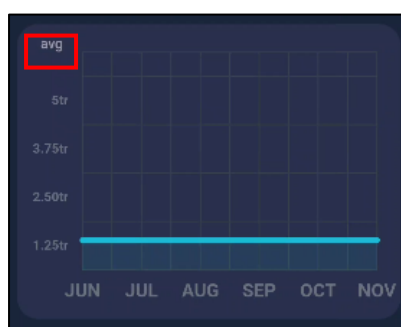 avg
5tr
3.75tr
2.50tr
1.25tr
JUN JUL AUG SEP OCT NOV